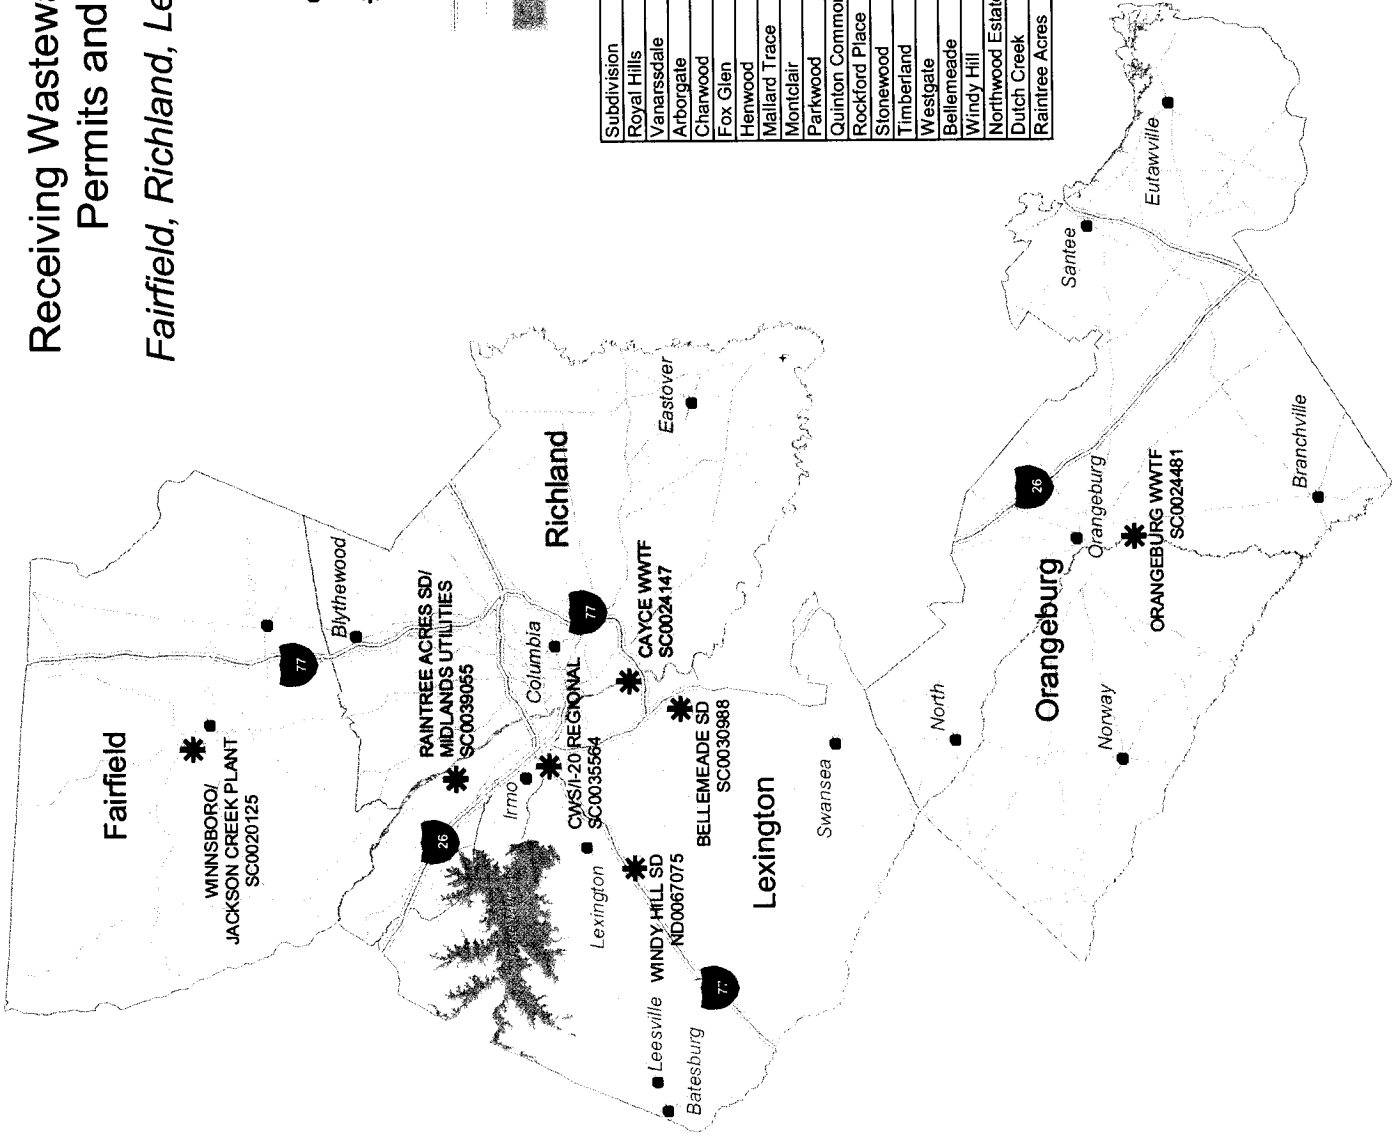 Receiving Wastewa
Permits and
Fairfield, Richland, Le
Subdivision
Royal Hills
Vanarssdale
Arborgate
Charwood
Fox Glen
Henwood
Mallard Trace
Montclair
Parkwood
Quinton Common
Rockford Place
Stonewood
Timberland
Westgate
Bellemeade
Windy Hill
Northwood Estate
Dutch Creek
Raintree Acres
Fairfield
WINNSBORO/
JACKSON CREEK PLANT
SC0020125
77
Blythewood
RAINTREE ACRES SD/
MIDLANDS UTILITIES
SC0039055
26
Irmo
Columbia
Richland
77
CWS/I-20 REGIONAL
SC0035564
CAYCE WWTF
SC0024147
Eastover
Lexington
WINDY HILL SD
ND0067075
BELLEMEADE SD
SC0030988
Leesville
Batesburg
Lexington
Swansea
North
Norway
Orangeburg
26
Orangeburg
ORANGEBURG WWTF
SC0024481
Branchville
Santee
Eutawville